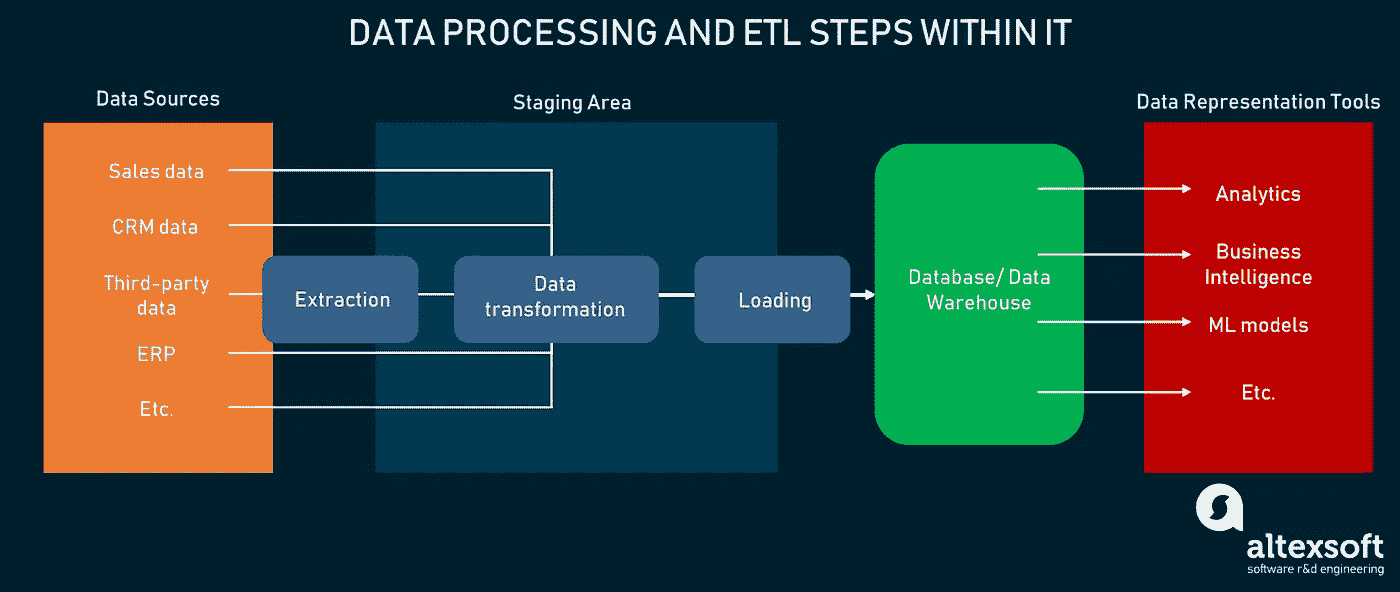 DATA PROCESSING AND ETL STEPS WITHIN IT
Data Sources
Sales data
CRM data
Third-party
data
ERP
Etc.
Staging Area
Extraction
Data
transformation
Loading
Database/ Data
Warehouse
Data Representation Tools
Analytics
Business
Intelligence
ML models
Etc.
altexsoft
software r&d engineering